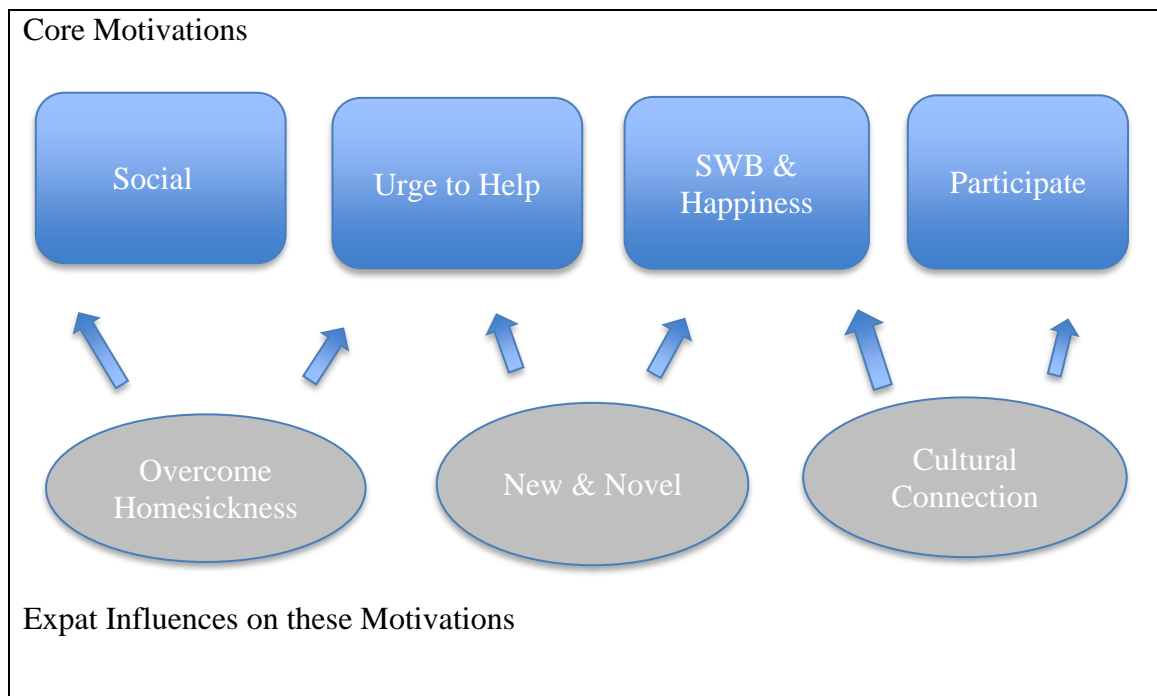 Core Motivations
Social
Urge to Help
SWB &
Happiness
Participate
Overcome
Homesickness
New & Novel
Cultural
Connection
Expat Influences on these Motivations